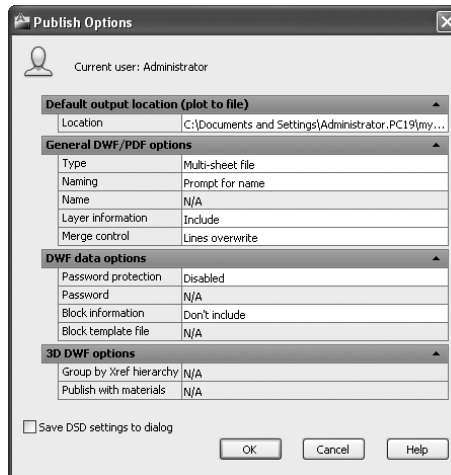 Publish Options
Current user: Administrator
Default output location (plot to file)
Location C:\Documents and Settings\Administrator.PC19\my...
General DWF/PDF options
Type Multi-sheet file
Naming Prompt for name
Name N/A
Layer information Include
Merge control Lines overwrite
DWF data options
Password protection Disabled
Password N/A
Block information Don't include
Block template file N/A
3D DWF options
Group by Xref hierarchy N/A
Publish with materials N/A
Save DSD settings to dialog
OK Cancel Help